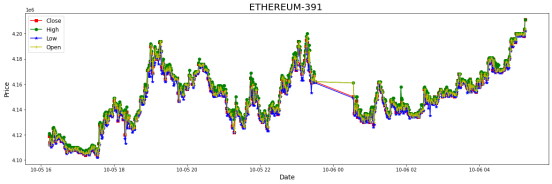 ETHEREUM-391
1e6
Close
High
Low
Open
Price
4.20
4.18
4.16
4.14
4.12
4.10
10-05 16
10-05 18
10-05 20
10-05 22
10-06 00
10-06 02
10-06 04
Date